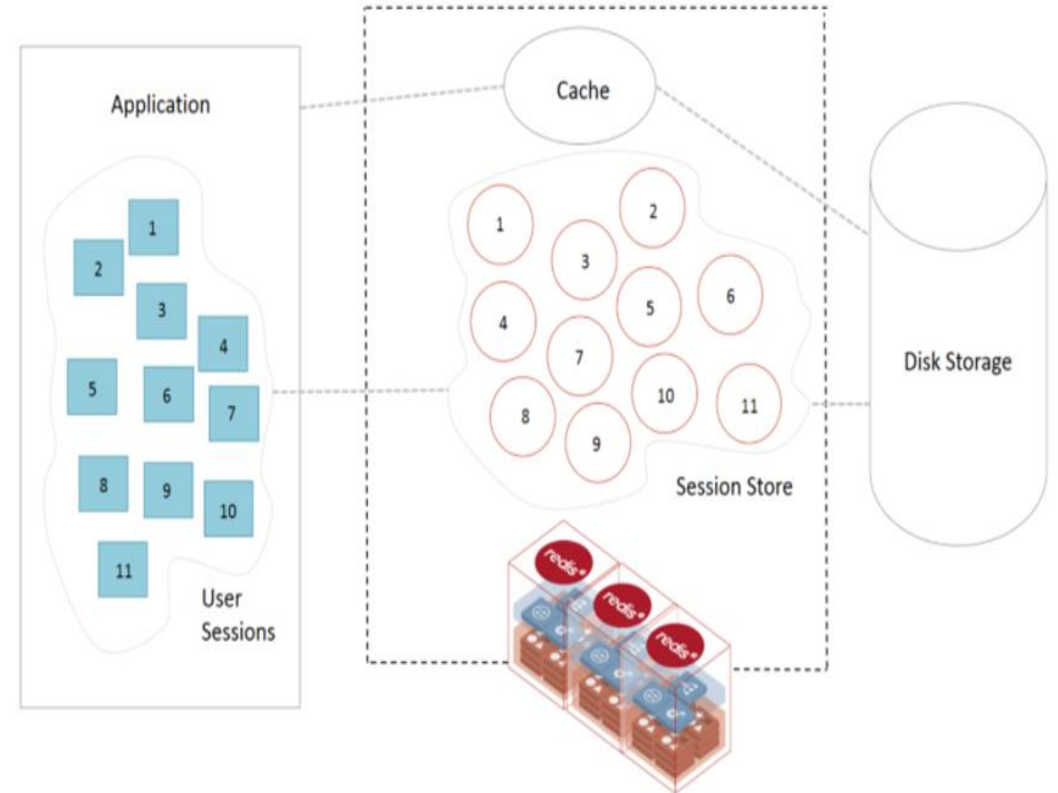 Application
1
2
3
4
5
6
7
8
9
10
11
User
Sessions
Cache
1
2
3
4
5
6
7
8
9
10
11
Session Store
redis
redis
redis
Disk Storage